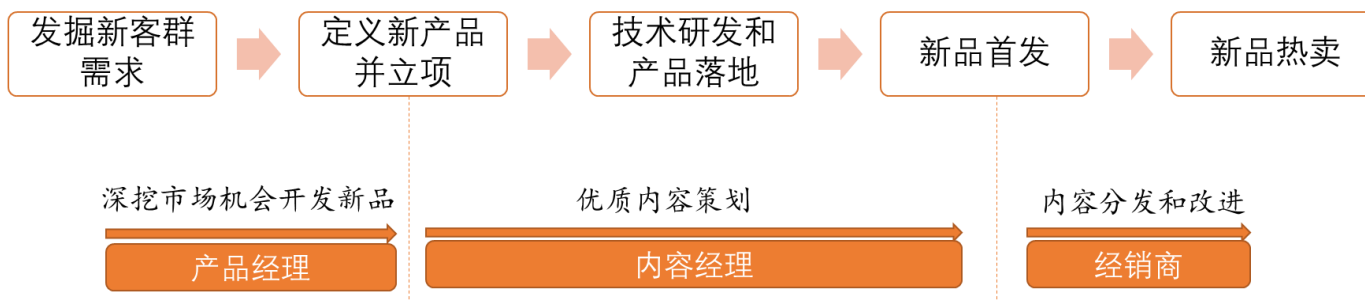 发掘新客群
需求
定义新产品
并立项
技术研发和
产品落地
新品首发
新品热卖
深挖市场机会开发新品
优质内容策划
内容分发和改进
产品经理
内容经理
经销商